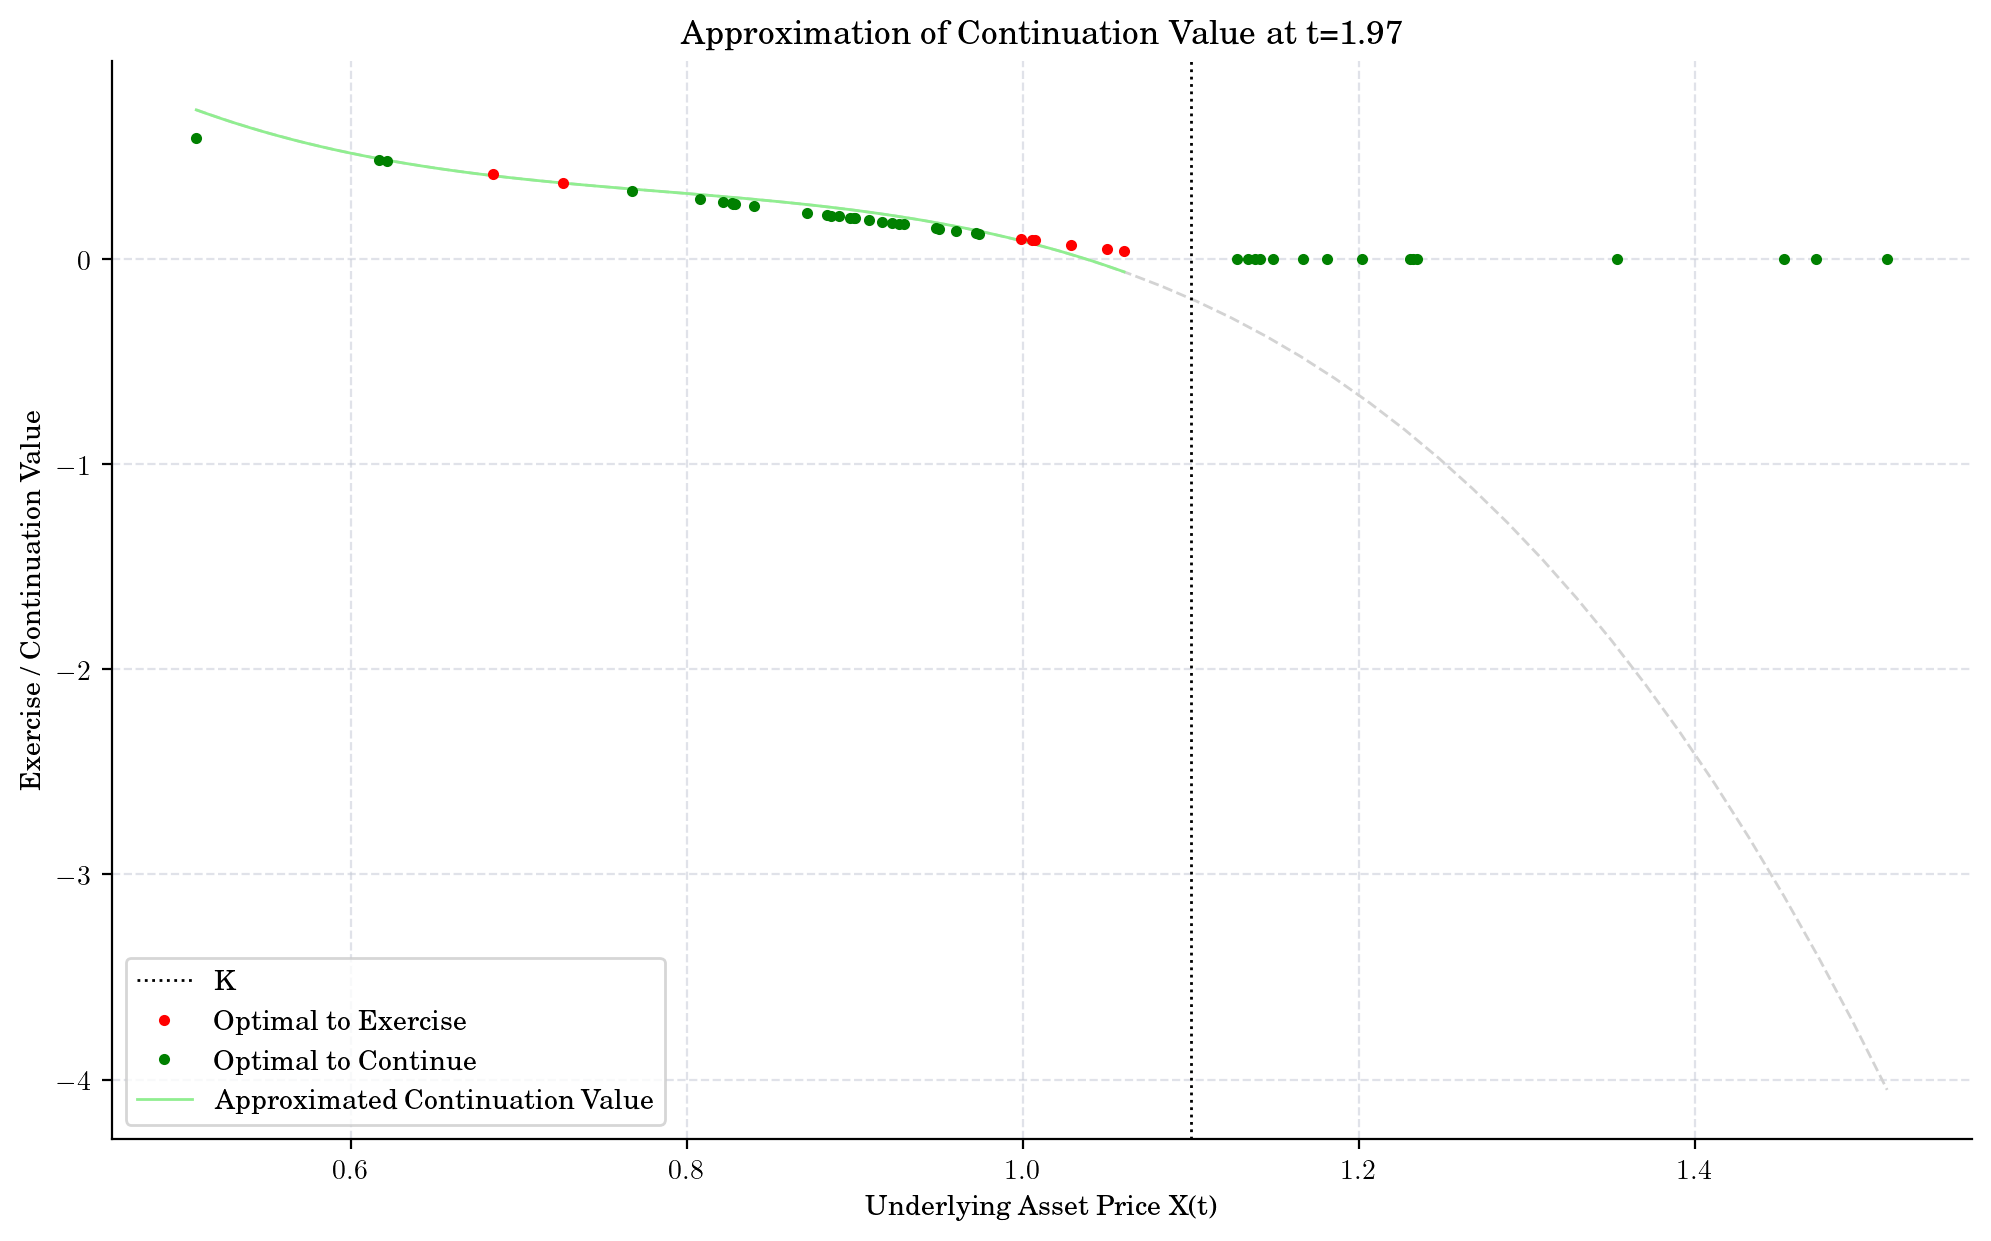 Approximation of Continuation Value at t=1.97
Exercise / Continuation Value
0
−1
−2
−3
−4
K
Optimal to Exercise
Optimal to Continue
Approximated Continuation Value
0.6 0.8 1.0 1.2 1.4
Underlying Asset Price X(t)